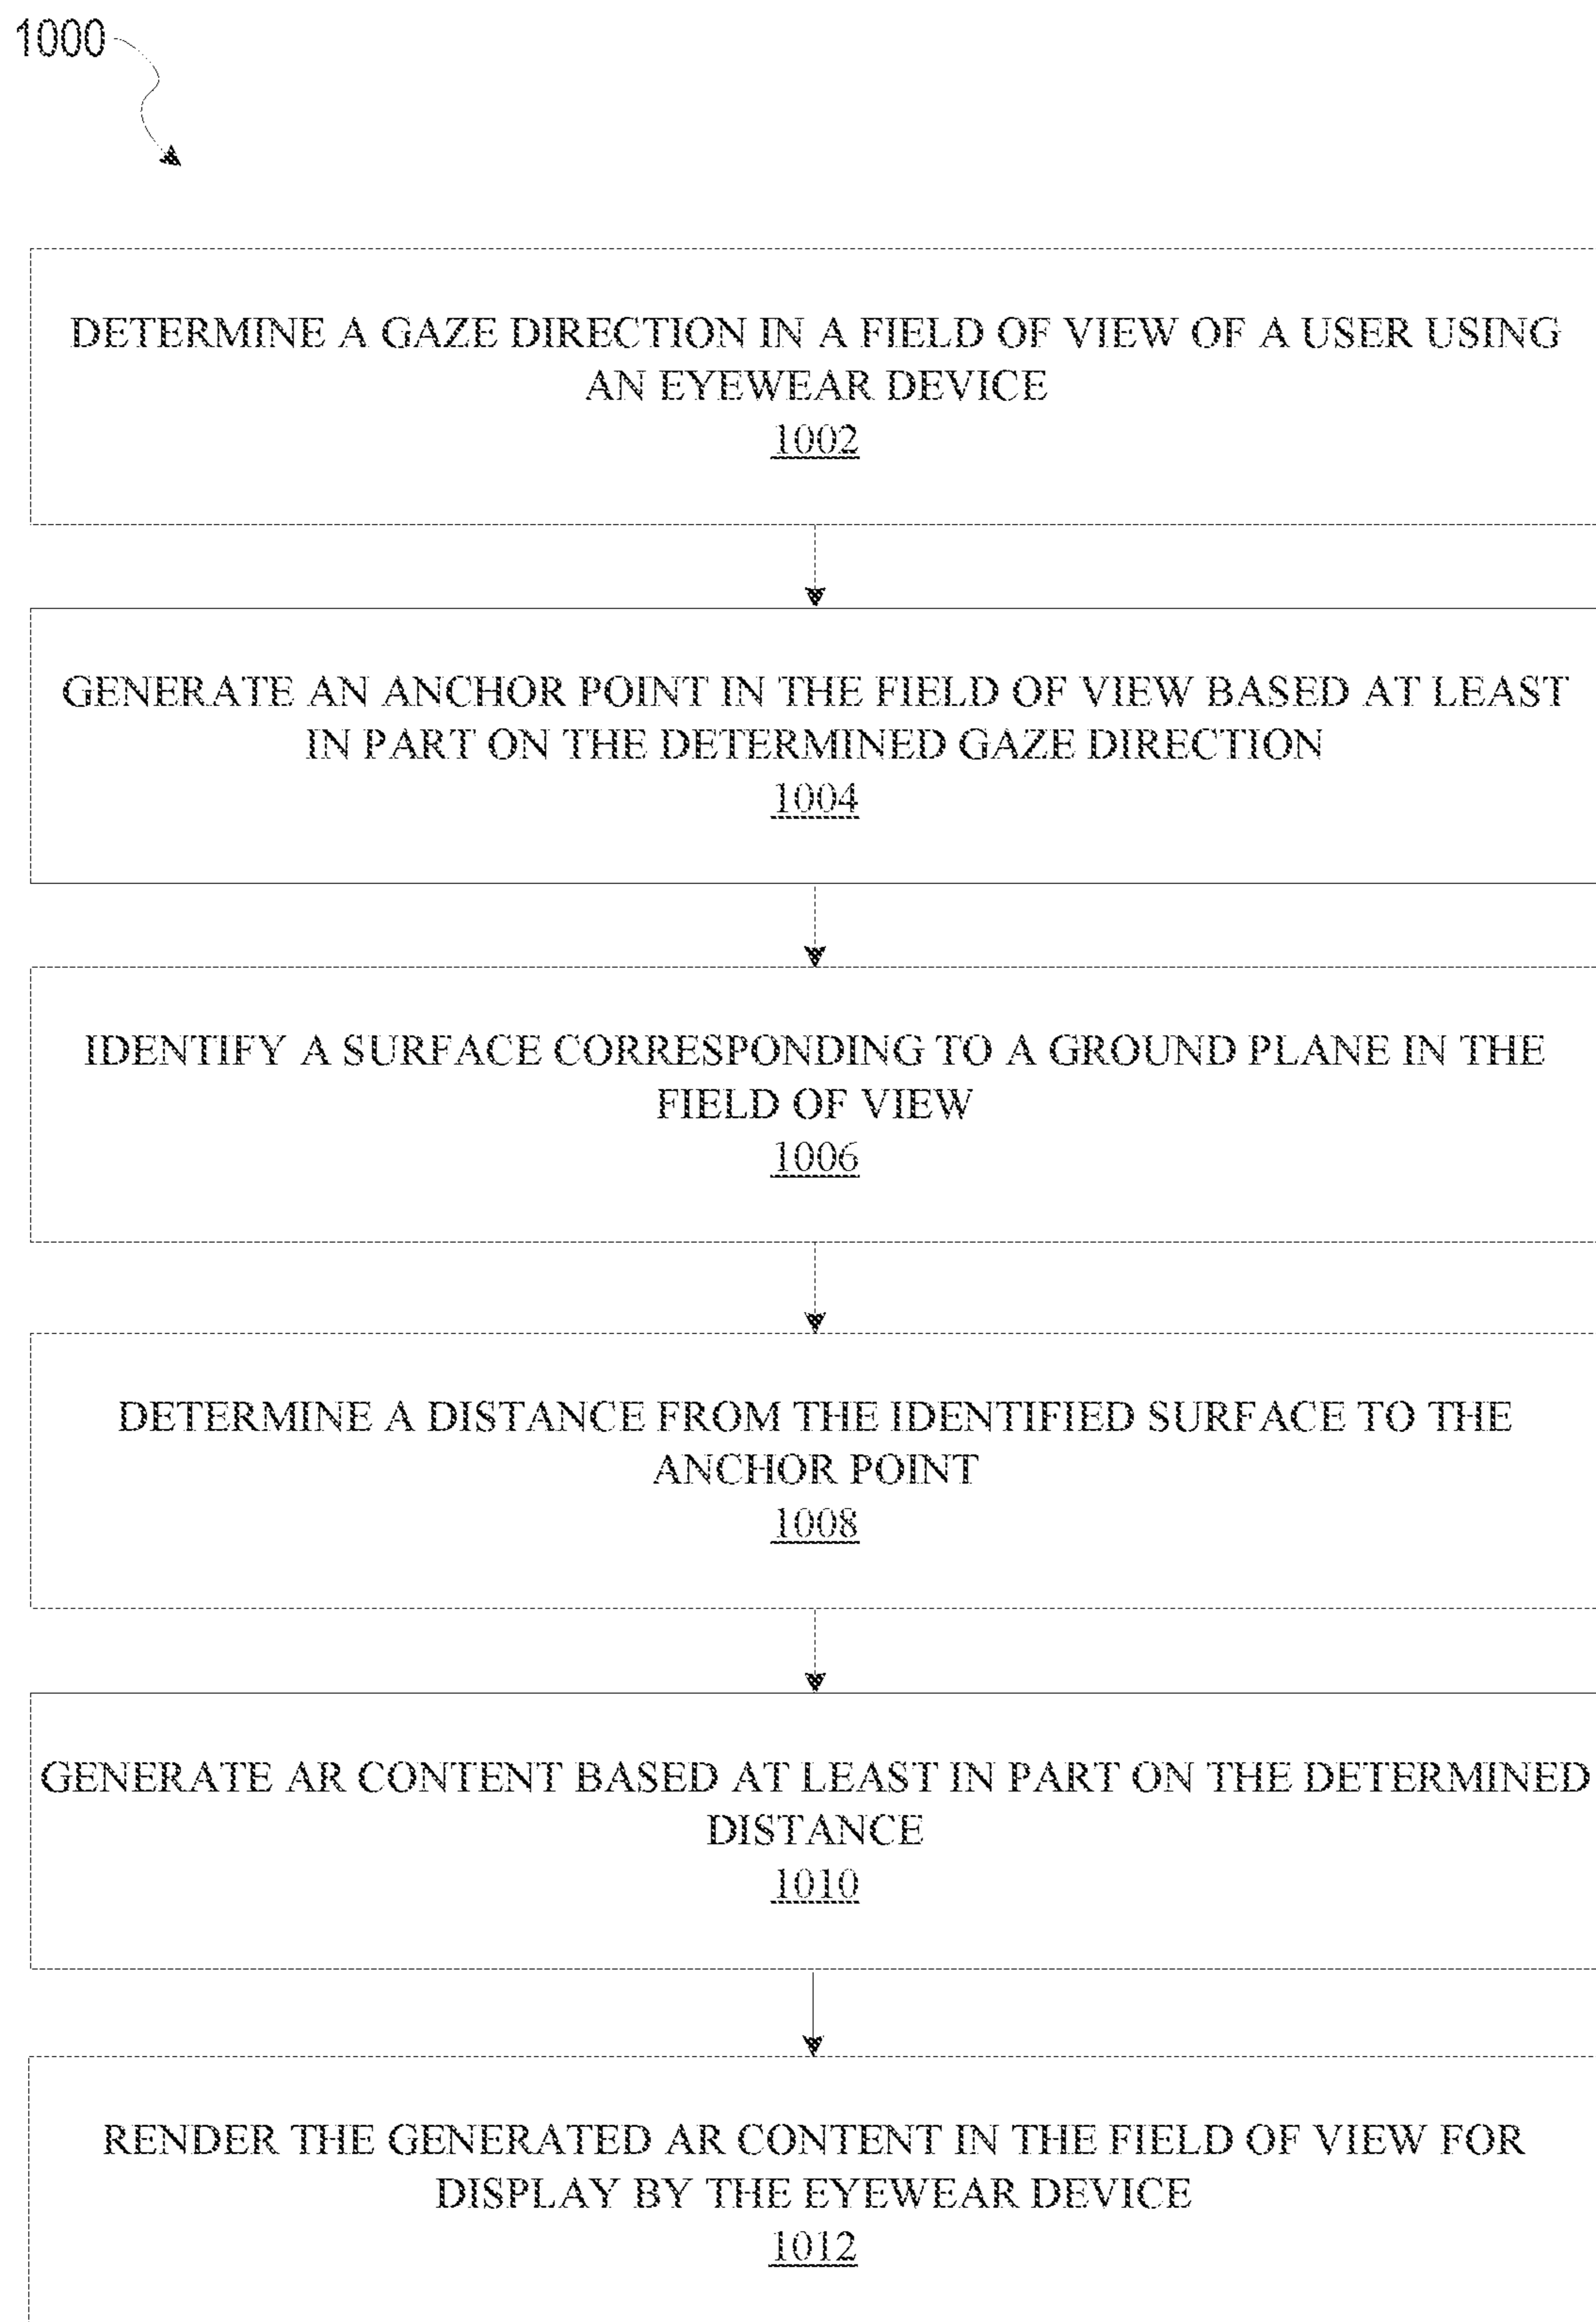 1000
DETERMINE A GAZE DIRECTION IN A FIELD OF VIEW OF A USER USING
AN EYEWEAR DEVICE
1002
GENERATE AN ANCHOR POINT IN THE FIELD OF VIEW BASED AT LEAST
IN PART ON THE DETERMINED GAZE DIRECTION
1004
IDENTIFY A SURFACE CORRESPONDING TO A GROUND PLANE IN THE
FIELD OF VIEW
1006
DETERMINE A DISTANCE FROM THE IDENTIFIED SURFACE TO THE
ANCHOR POINT
1008
GENERATE AR CONTENT BASED AT LEAST IN PART ON THE DETERMINED
DISTANCE
1010
RENDER THE GENERATED AR CONTENT IN THE FIELD OF VIEW FOR
DISPLAY BY THE EYEWEAR DEVICE
1012